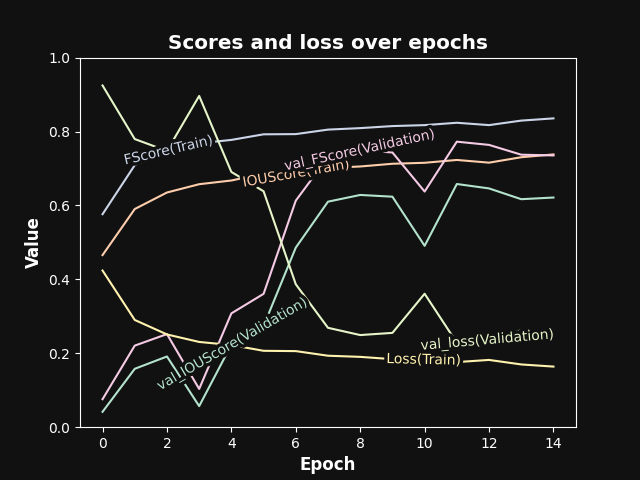 Scores and loss over epochs
1.0
0.8
0.6
0.4
0.2
0.0
Value
FScore(Train)
IOUScore(Train)
val_FScore(Validation)
val_IOUScore(Validation)
val_loss(Validation)
Loss(Train)
0 2 4 6 8 10 12 14
Epoch